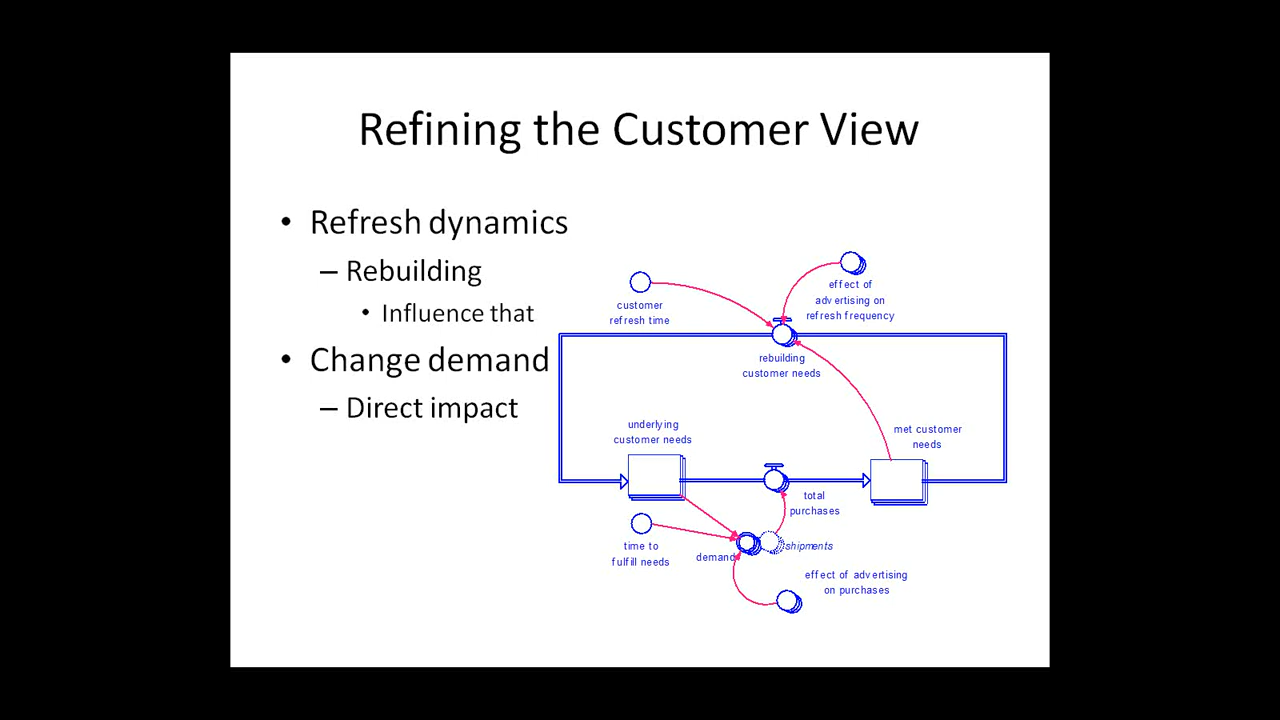 Refining the Customer View
• Refresh dynamics
– Rebuilding
• Influence that
• Change demand
– Direct impact
customer
refresh time
effect of
advertising on
refresh frequency
rebuilding
customer needs
underlying
customer needs
met customer
needs
total
purchases
time to
fulfill needs
demand
shipments
effect of advertising
on purchases